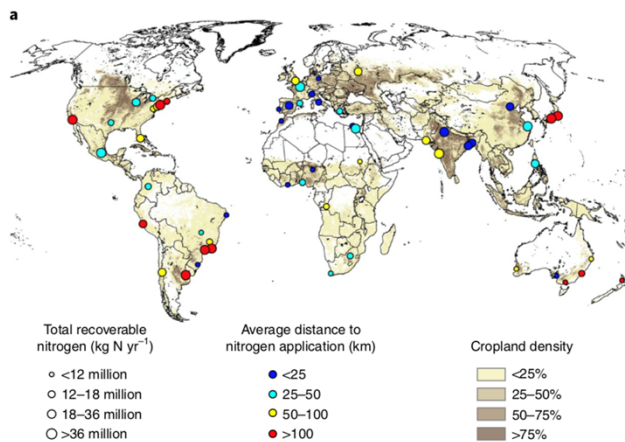 a
Total recoverable
nitrogen (kg N yr⁻¹)
<12 million
12–18 million
18–36 million
>36 million
Average distance to
nitrogen application (km)
<25
25–50
50–100
>100
Cropland density
<25%
25–50%
50–75%
>75%